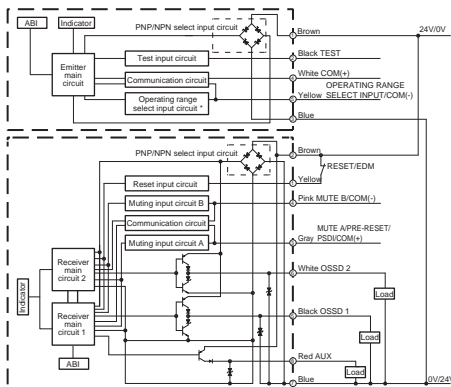 ABI
Indicator
PNP/NPN select input circuit
Brown
24V/0V
Test input circuit
Black TEST
Emitter main circuit
Communication circuit
White COM(+)
OPERATING RANGE
Operating range select input circuit *
Yellow SELECT INPUT/COM(-)
Blue
PNP/NPN select input circuit
Brown
RESET/EDM
Reset input circuit
Yellow
Muting input circuit B
Pink MUTE B/COM(-)
Communication circuit
MUTE A/PRE-RESET/
Muting input circuit A
Gray PSDI/COM(+)
Receiver main circuit 2
White OSSD 2
Indicator
Load
Receiver main circuit 1
Black OSSD 1
Load
ABI
Red AUX
Load
Blue
0V/24V